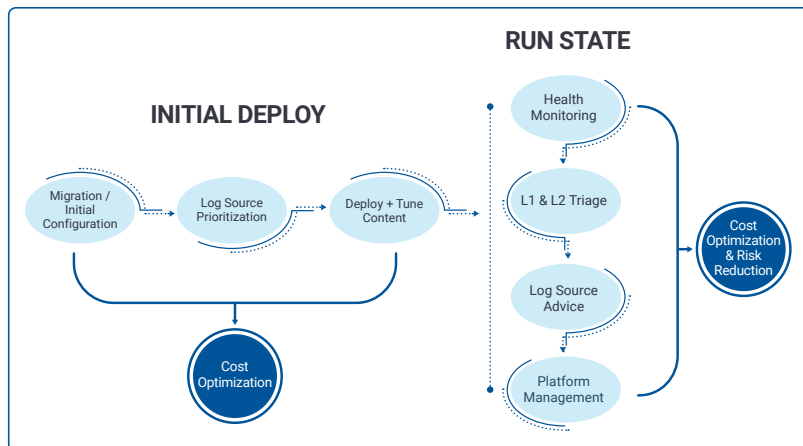 INITIAL DEPLOY
Migration /
Initial
Configuration
Log Source
Prioritization
Deploy + Tune
Content
Cost
Optimization
RUN STATE
Health
Monitoring
L1 & L2 Triage
Log Source
Advice
Platform
Management
Cost
Optimization
& Risk
Reduction